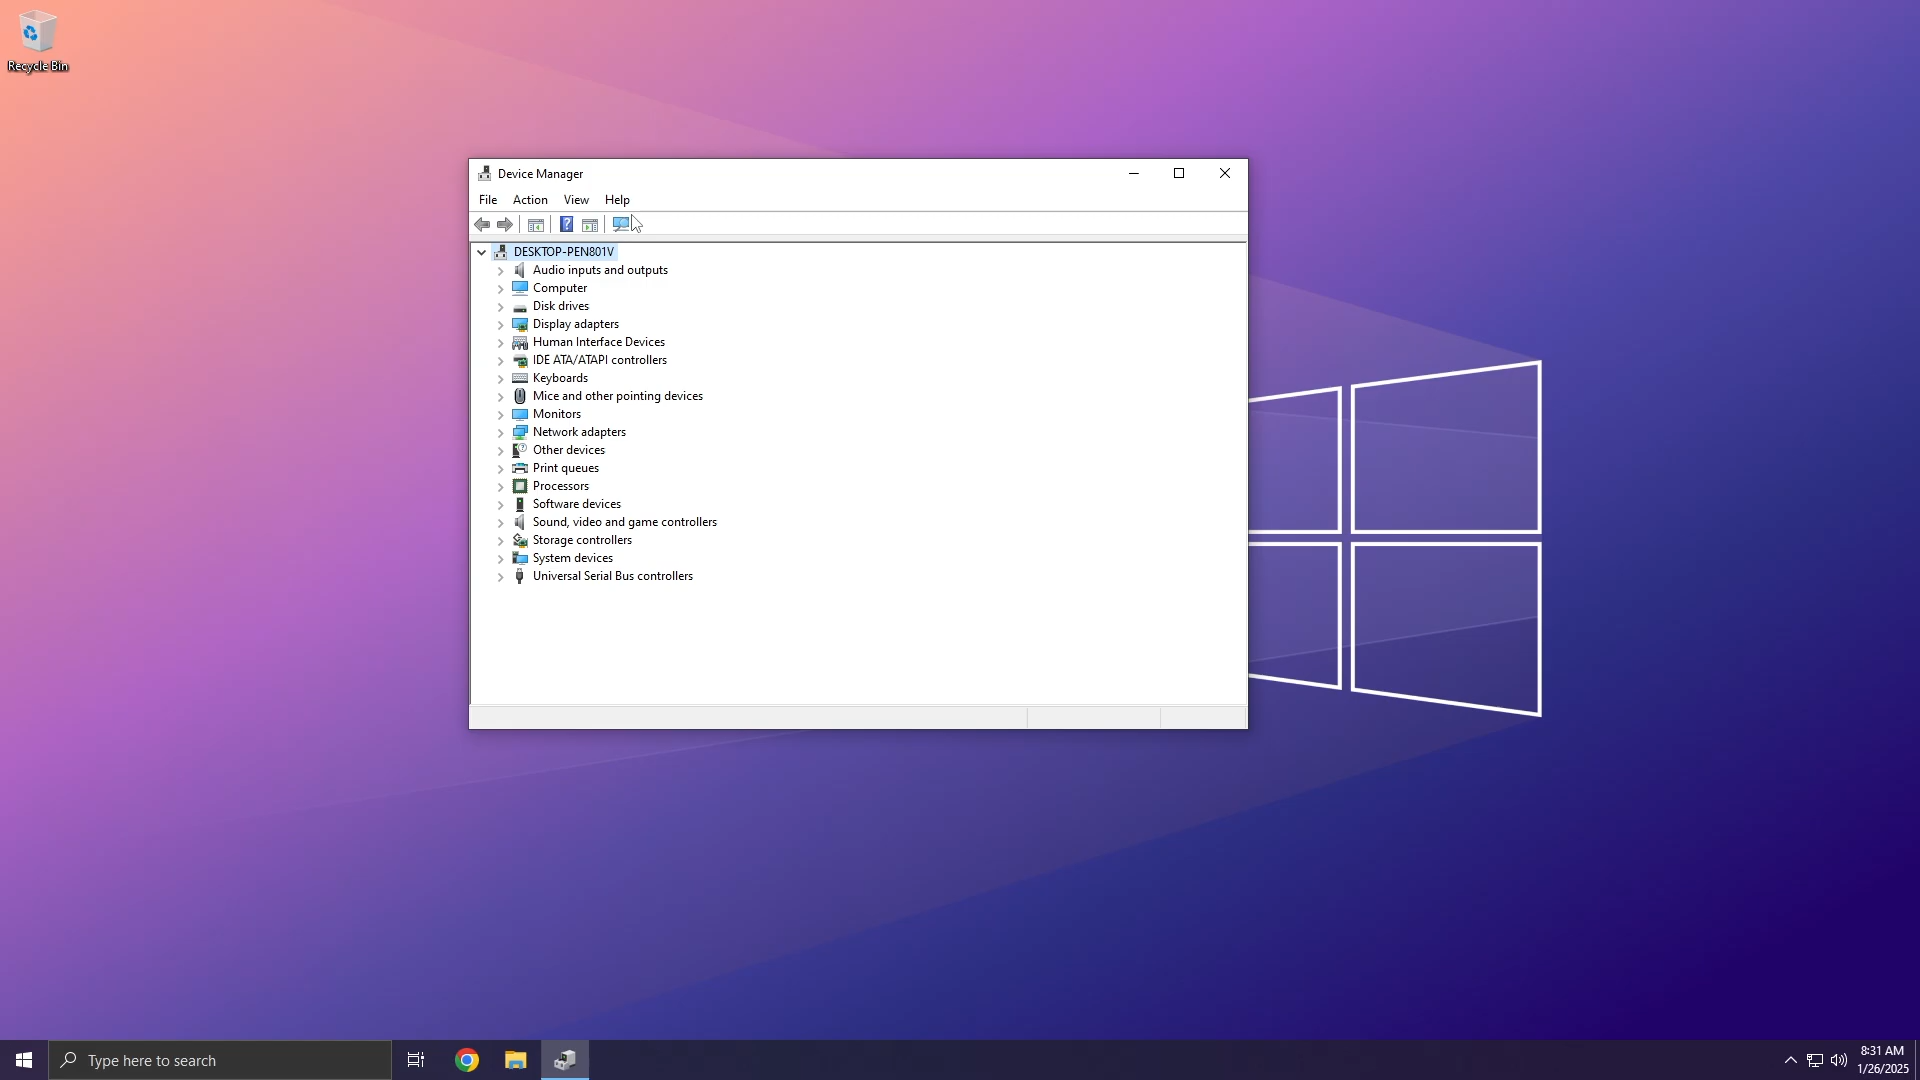 Recycle Bin
Device Manager
File Action View Help
DESKTOP-PEN801V
Audio inputs and outputs
Computer
Disk drives
Display adapters
Human Interface Devices
IDE ATA/ATAPI controllers
Keyboards
Mice and other pointing devices
Monitors
Network adapters
Other devices
Print queues
Processors
Software devices
Sound, video and game controllers
Storage controllers
System devices
Universal Serial Bus controllers
Type here to search
8:31 AM
1/26/2025